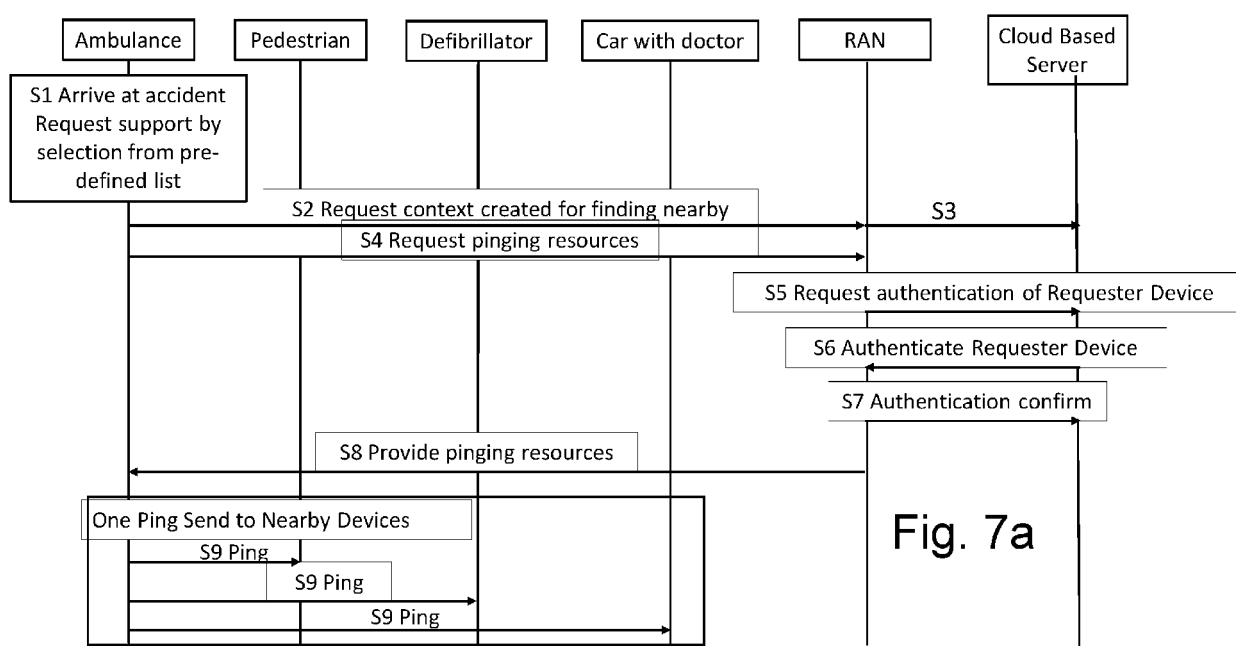 Ambulance
Pedestrian
Defibrillator
Car with doctor
RAN
Cloud Based
Server
S1 Arrive at accident
Request support by
selection from pre-
defined list
S2 Request context created for finding nearby
S3
S4 Request pinging resources
S5 Request authentication of Requester Device
S6 Authenticate Requester Device
S7 Authentication confirm
S8 Provide pinging resources
One Ping Send to Nearby Devices
S9 Ping
S9 Ping
S9 Ping
Fig. 7a